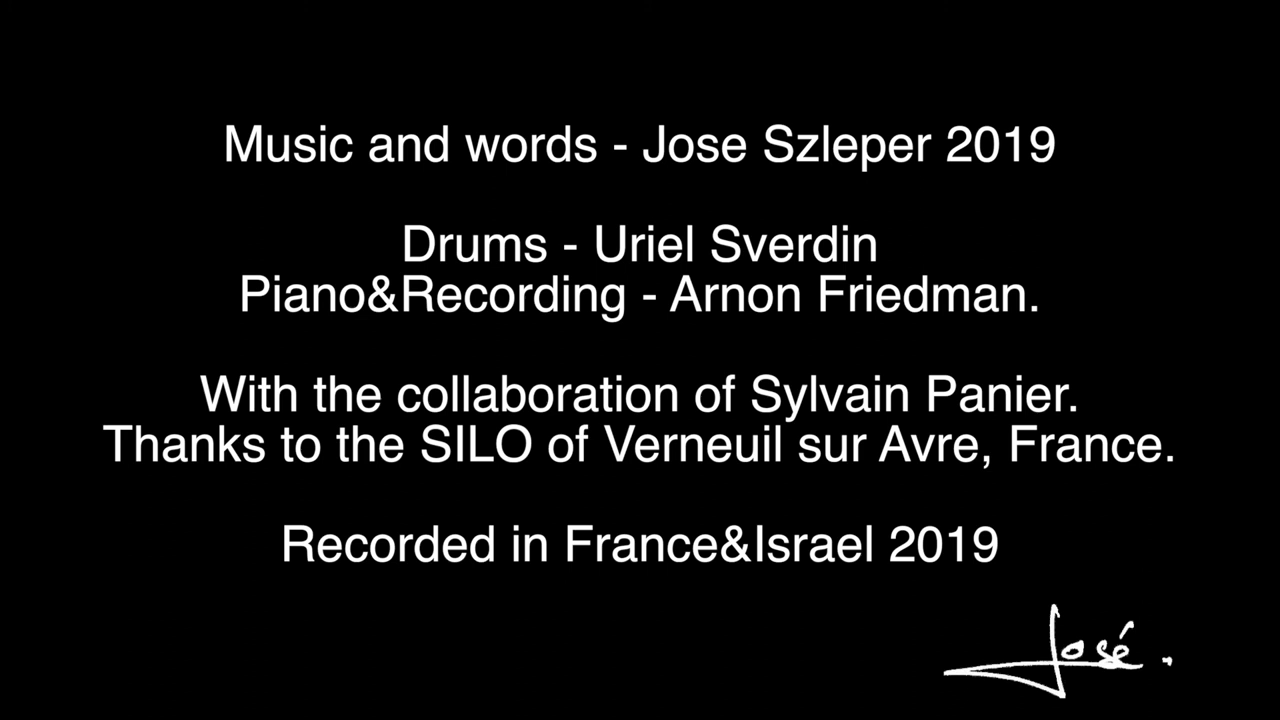 Music and words - Jose Szleper 2019
Drums - Uriel Sverdin
Piano&Recording - Arnon Friedman.
With the collaboration of Sylvain Panier.
Thanks to the SILO of Verneuil sur Avre, France.
Recorded in France&Israel 2019
José.